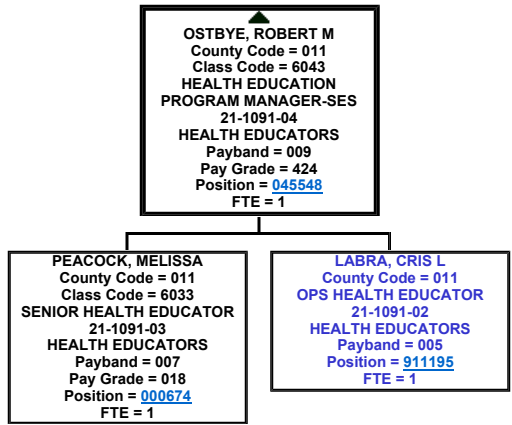 OSTBYE, ROBERT M
County Code = 011
Class Code = 6043
HEALTH EDUCATION
PROGRAM MANAGER-SES
21-1091-04
HEALTH EDUCATORS
Payband = 009
Pay Grade = 424
Position = 045548
FTE = 1
PEACOCK, MELISSA
County Code = 011
Class Code = 6033
SENIOR HEALTH EDUCATOR
21-1091-03
HEALTH EDUCATORS
Payband = 007
Pay Grade = 018
Position = 000674
FTE = 1
LABRA, CRIS L
County Code = 011
OPS HEALTH EDUCATOR
21-1091-02
HEALTH EDUCATORS
Payband = 005
Position = 911195
FTE = 1